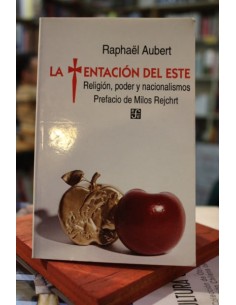 Raphaël Aubert
LA TENTACIÓN DEL ESTE
Religión, poder y nacionalismos
Prefacio de Milos Rejchrt